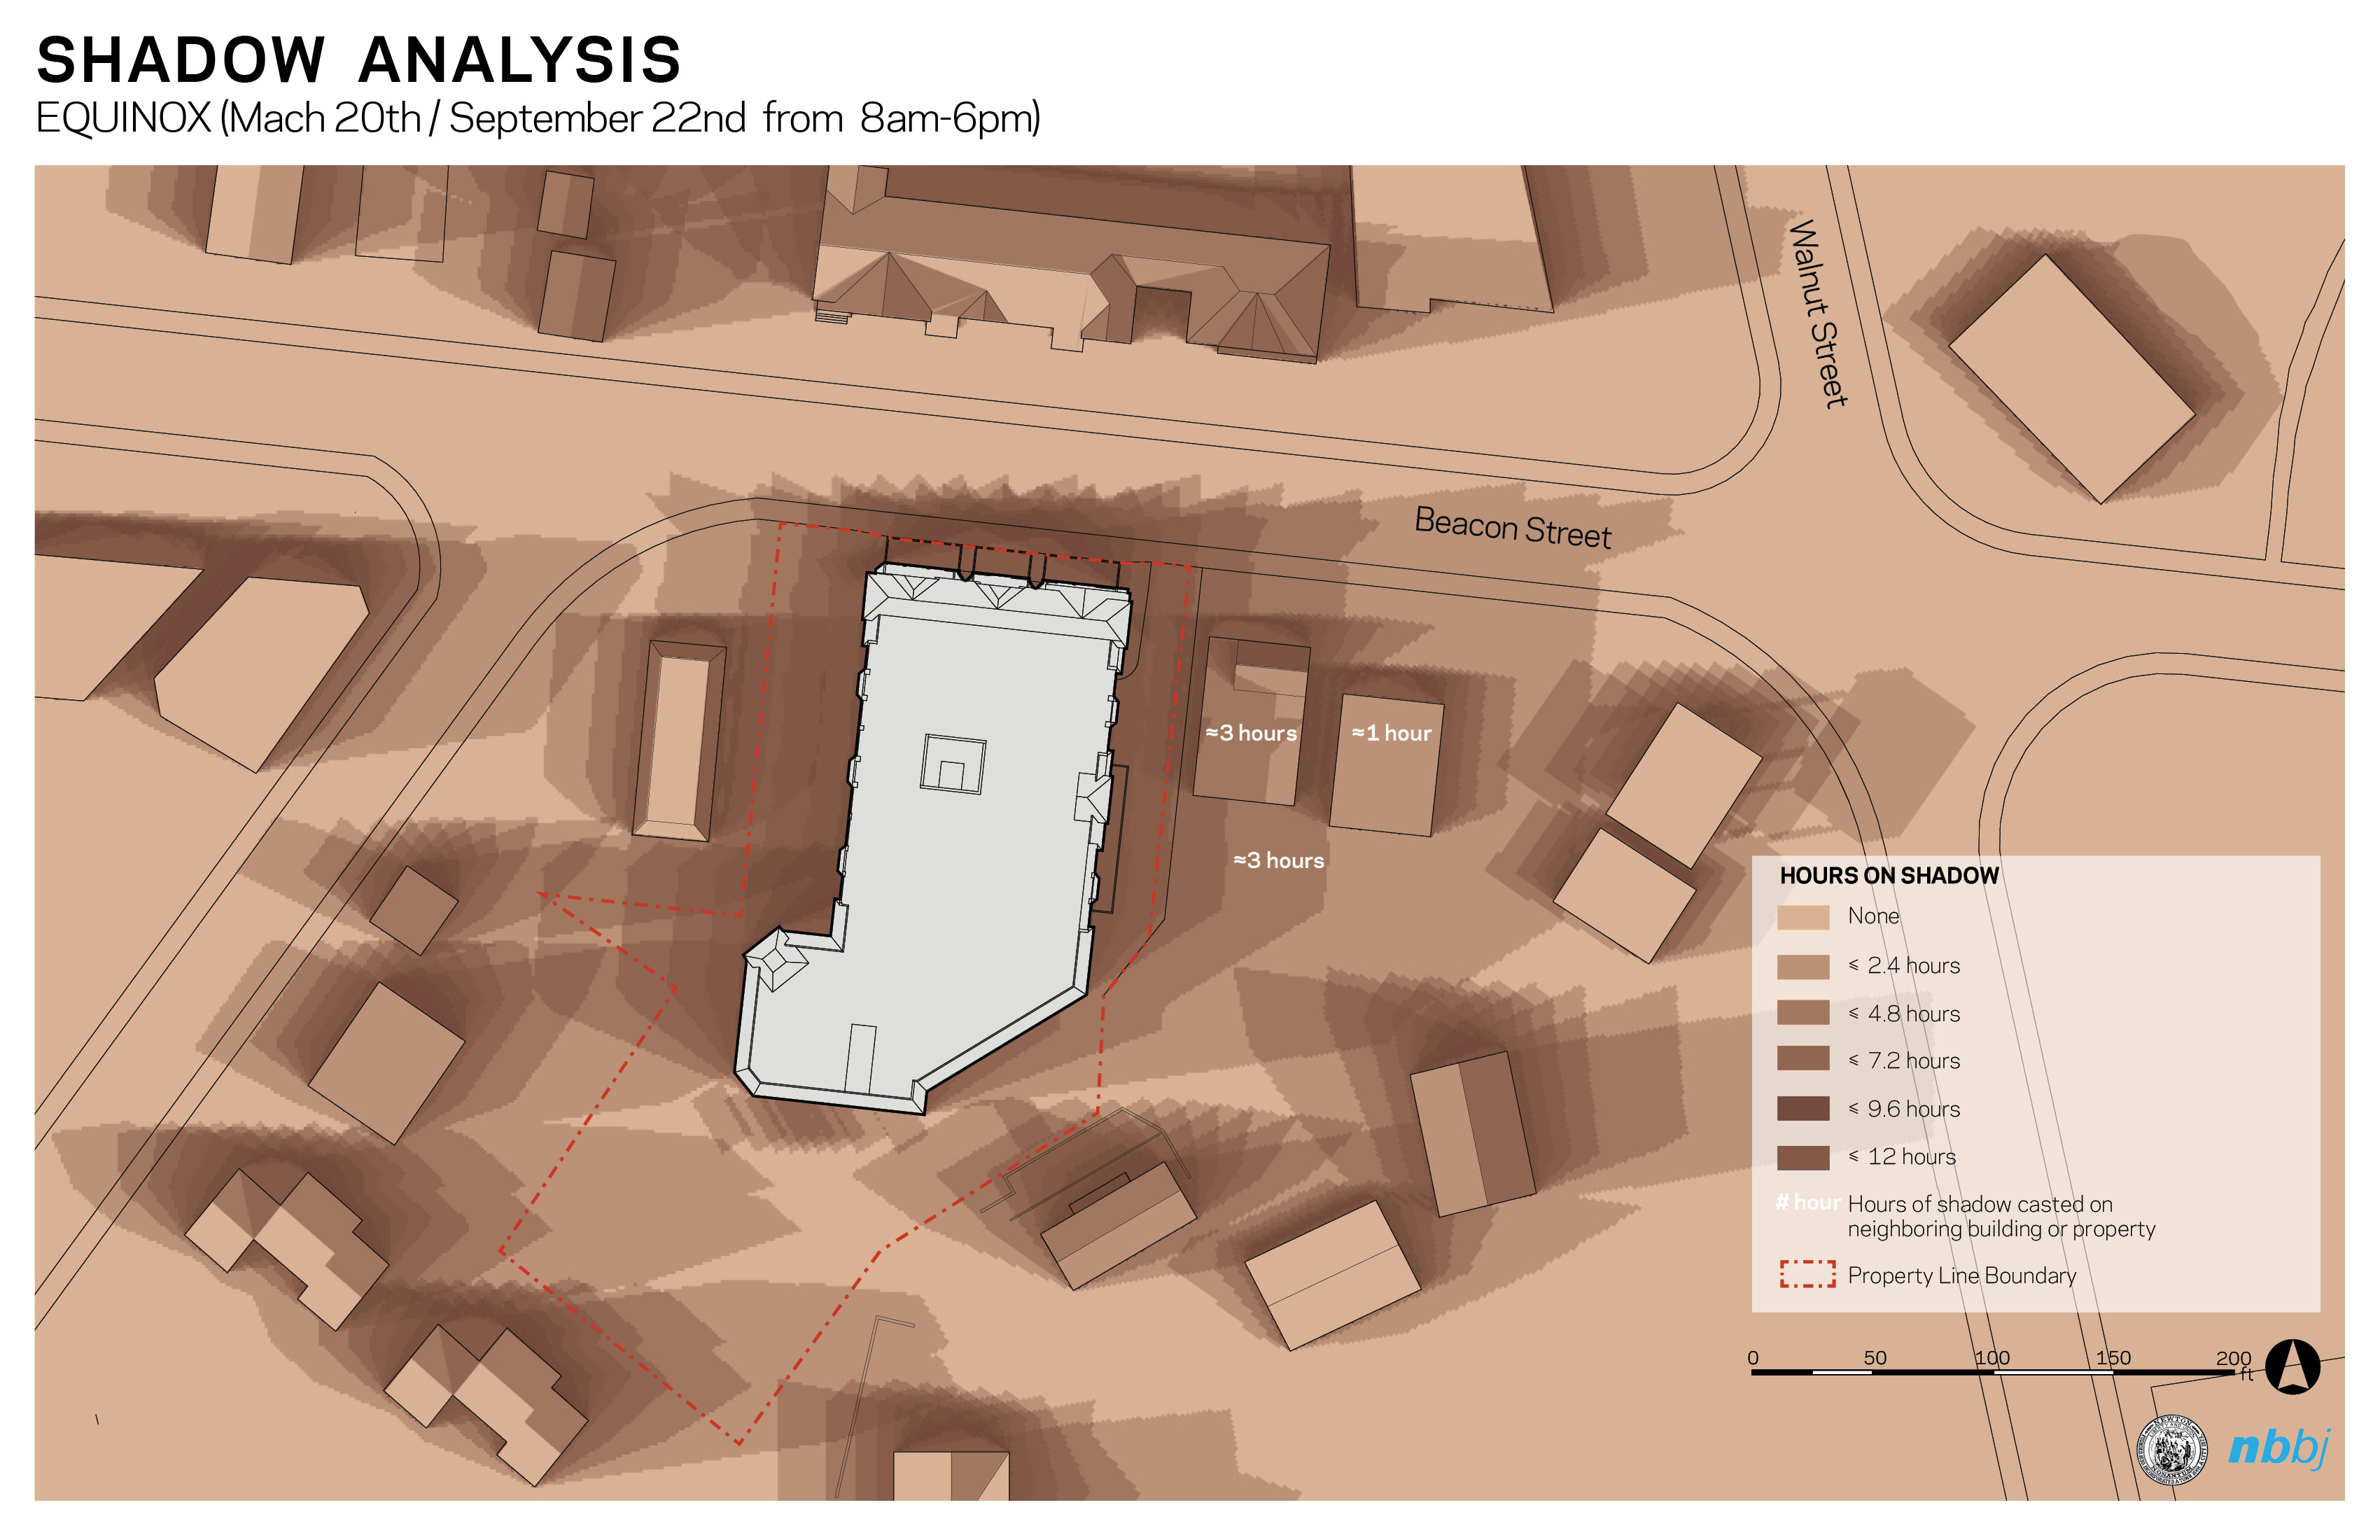 SHADOW ANALYSIS
EQUINOX (Mach 20th / September 22nd from 8am-6pm)
Walnut Street
Beacon Street
≈3 hours
≈1 hour
≈3 hours
HOURS ON SHADOW
None
≤ 2.4 hours
≤ 4.8 hours
≤ 7.2 hours
≤ 9.6 hours
≤ 12 hours
# hour Hours of shadow casted on
neighboring building or property
Property Line Boundary
0 50 100 150 200
ft
nbbj